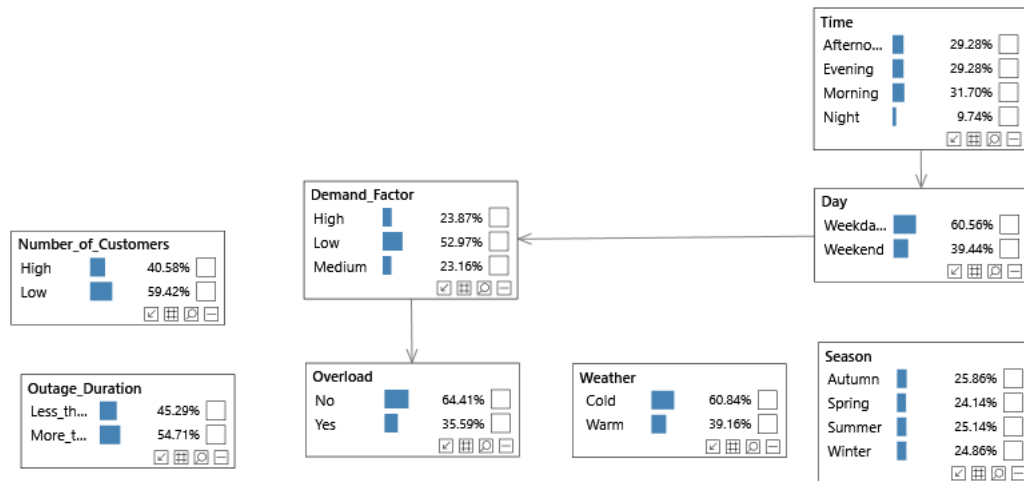 Time
Afterno... 29.28%
Evening 29.28%
Morning 31.70%
Night 9.74%
Demand_Factor
High 23.87%
Low 52.97%
Medium 23.16%
Day
Weekda... 60.56%
Weekend 39.44%
Number_of_Customers
High 40.58%
Low 59.42%
Outage_Duration
Less_th... 45.29%
More_t... 54.71%
Overload
No 64.41%
Yes 35.59%
Weather
Cold 60.84%
Warm 39.16%
Season
Autumn 25.86%
Spring 24.14%
Summer 25.14%
Winter 24.86%